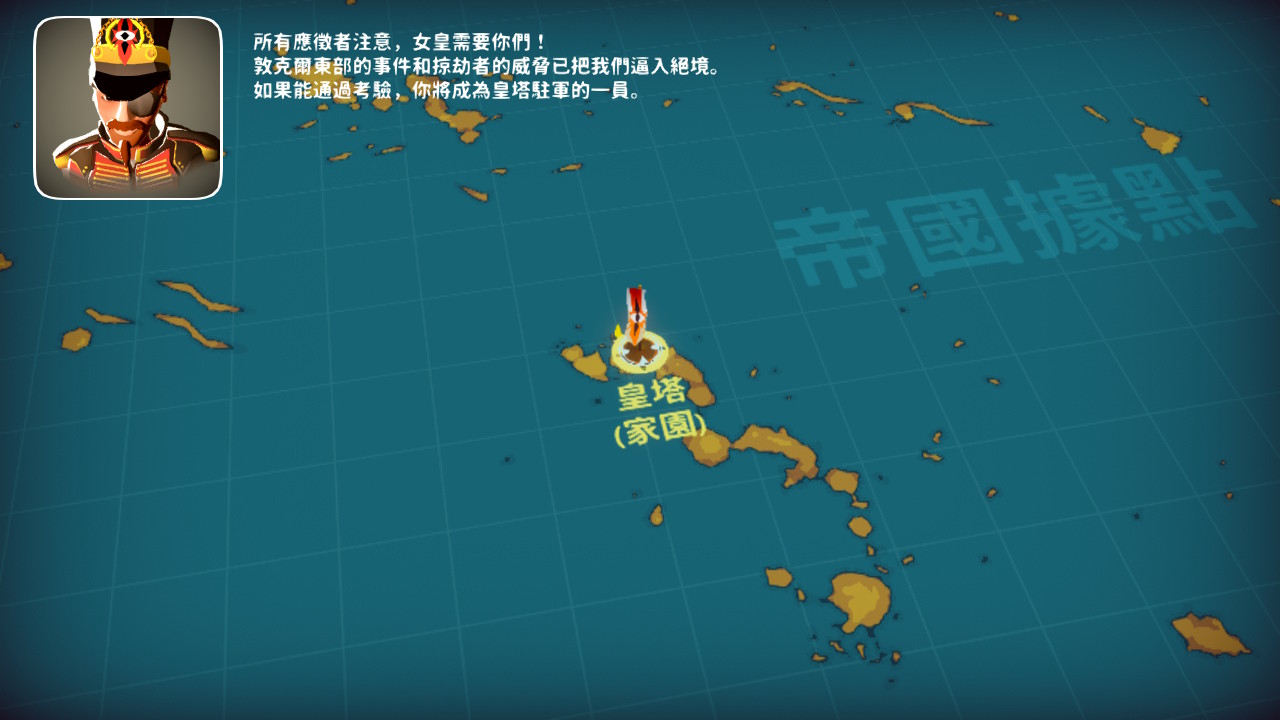 所有應徵者注意，女皇需要你們！
敦克爾東部的事件和掠劫者的威脅已把我們逼入絕境。
如果能通過考驗，你將成為皇塔駐軍的一員。
帝國據點
皇塔
(家園)